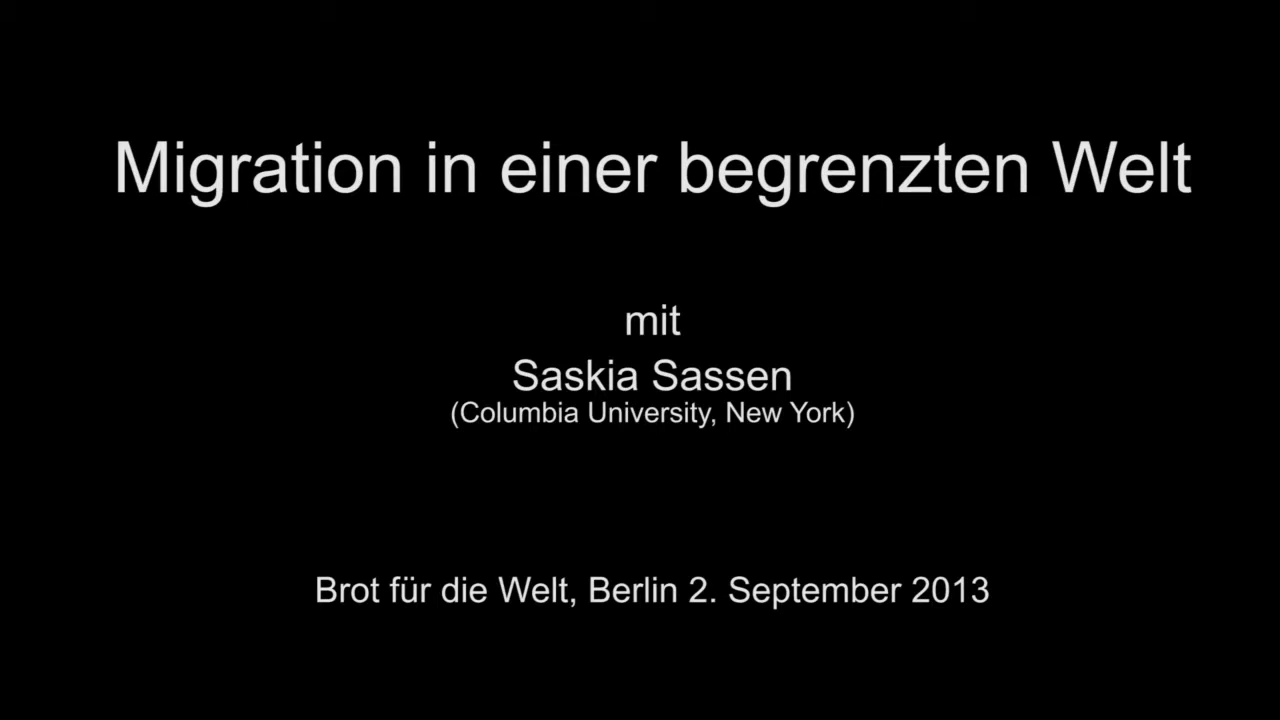 Migration in einer begrenzten Welt
mit
Saskia Sassen
(Columbia University, New York)
Brot für die Welt, Berlin 2. September 2013